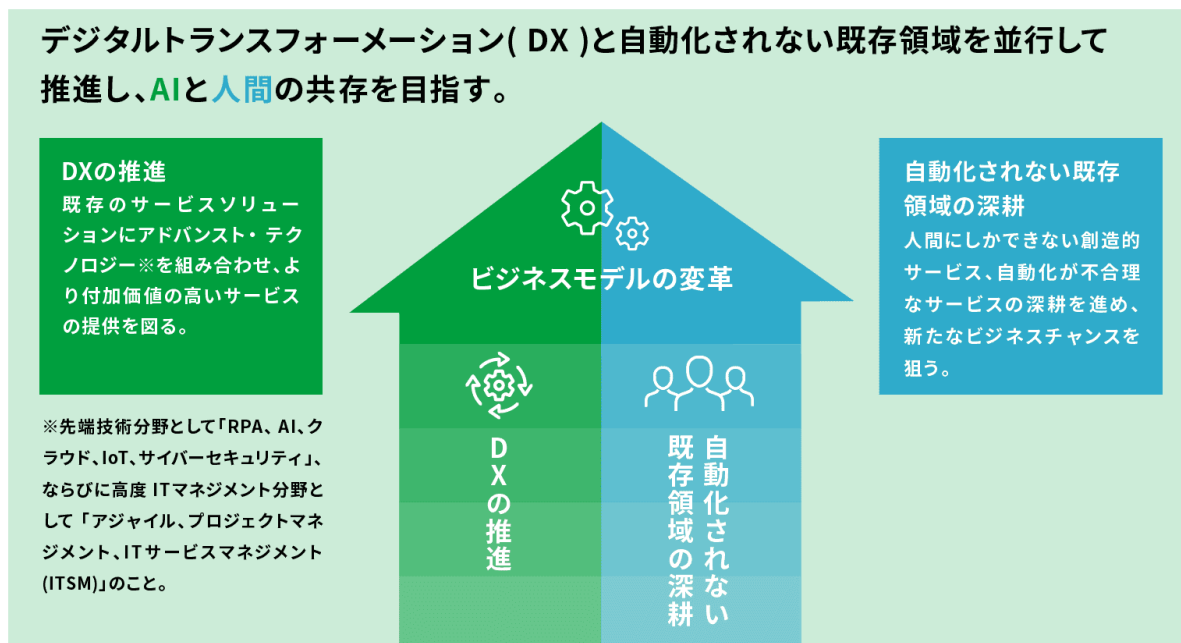 デジタルトランスフォーメーション( DX )と自動化されない既存領域を並行して
推進し、AIと人間の共存を目指す。
DXの推進
既存のサービスソリュー
ションにアドバンスト・テク
ノロジー※を組み合わせ、よ
り付加価値の高いサービス
の提供を図る。
※先端技術分野として「RPA、AI、ク
ラウド、IoT、サイバーセキュリティ」、
ならびに高度 ITマネジメント分野と
して「アジャイル、プロジェクトマネ
ジメント、ITサービスマネジメント
(ITSM)」のこと。
ビジネスモデルの変革
DXの推進
自動化されない
既存領域の深耕
自動化されない既存
領域の深耕
人間にしかできない創造的
サービス、自動化が不合理
なサービスの深耕を進め、
新たなビジネスチャンスを
狙う。